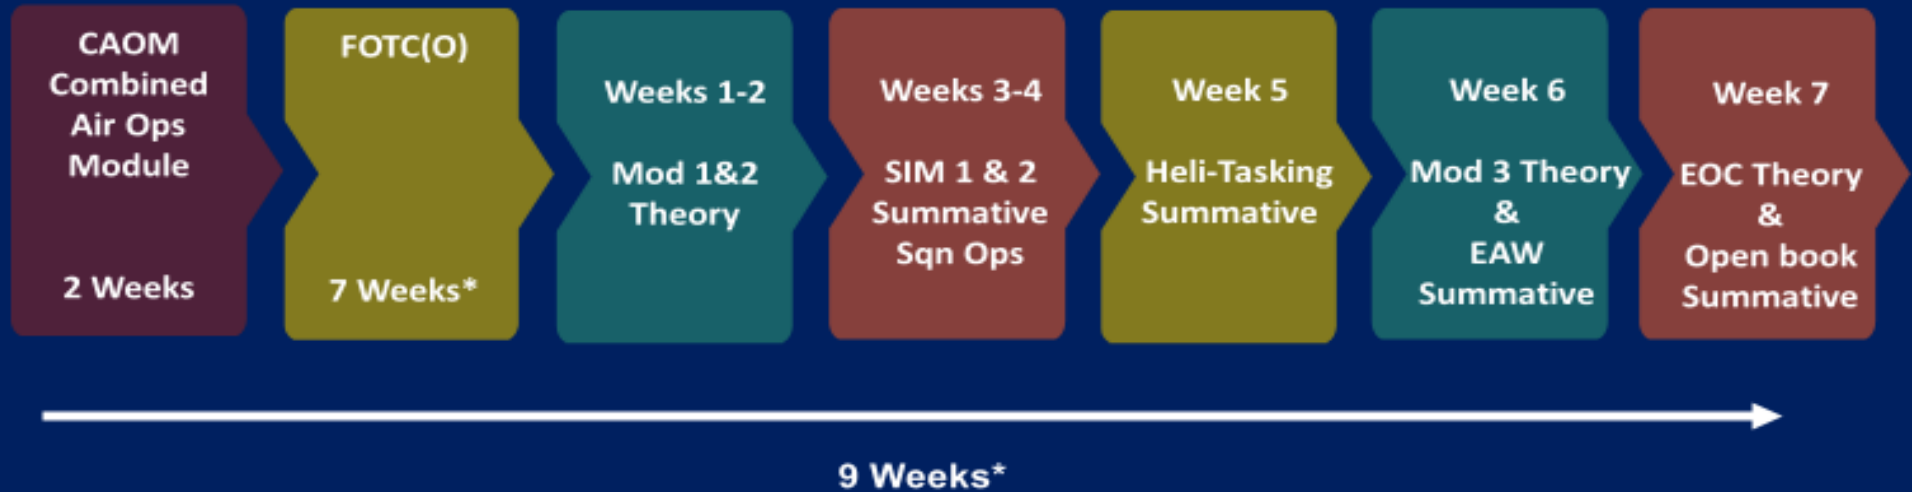 CAOM
Combined
Air Ops
Module
2 Weeks
FOTC(O)
7 Weeks*
Weeks 1-2
Mod 1&2
Theory
Weeks 3-4
SIM 1 & 2
Summative
Sqn Ops
Week 5
Heli-Tasking
Summative
Week 6
Mod 3 Theory
&
EAW
Summative
Week 7
EOC Theory
&
Open book
Summative
9 Weeks*